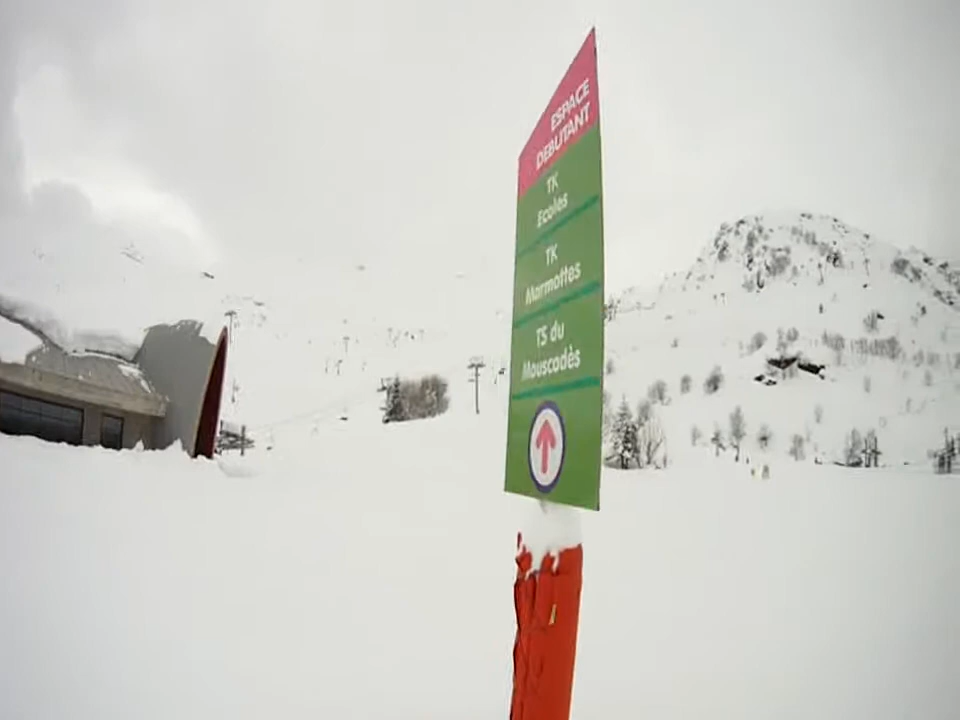 ESPACE
DEBUTANT
TK
Ecoles
TK
Marmottes
TS du
Mouscadès